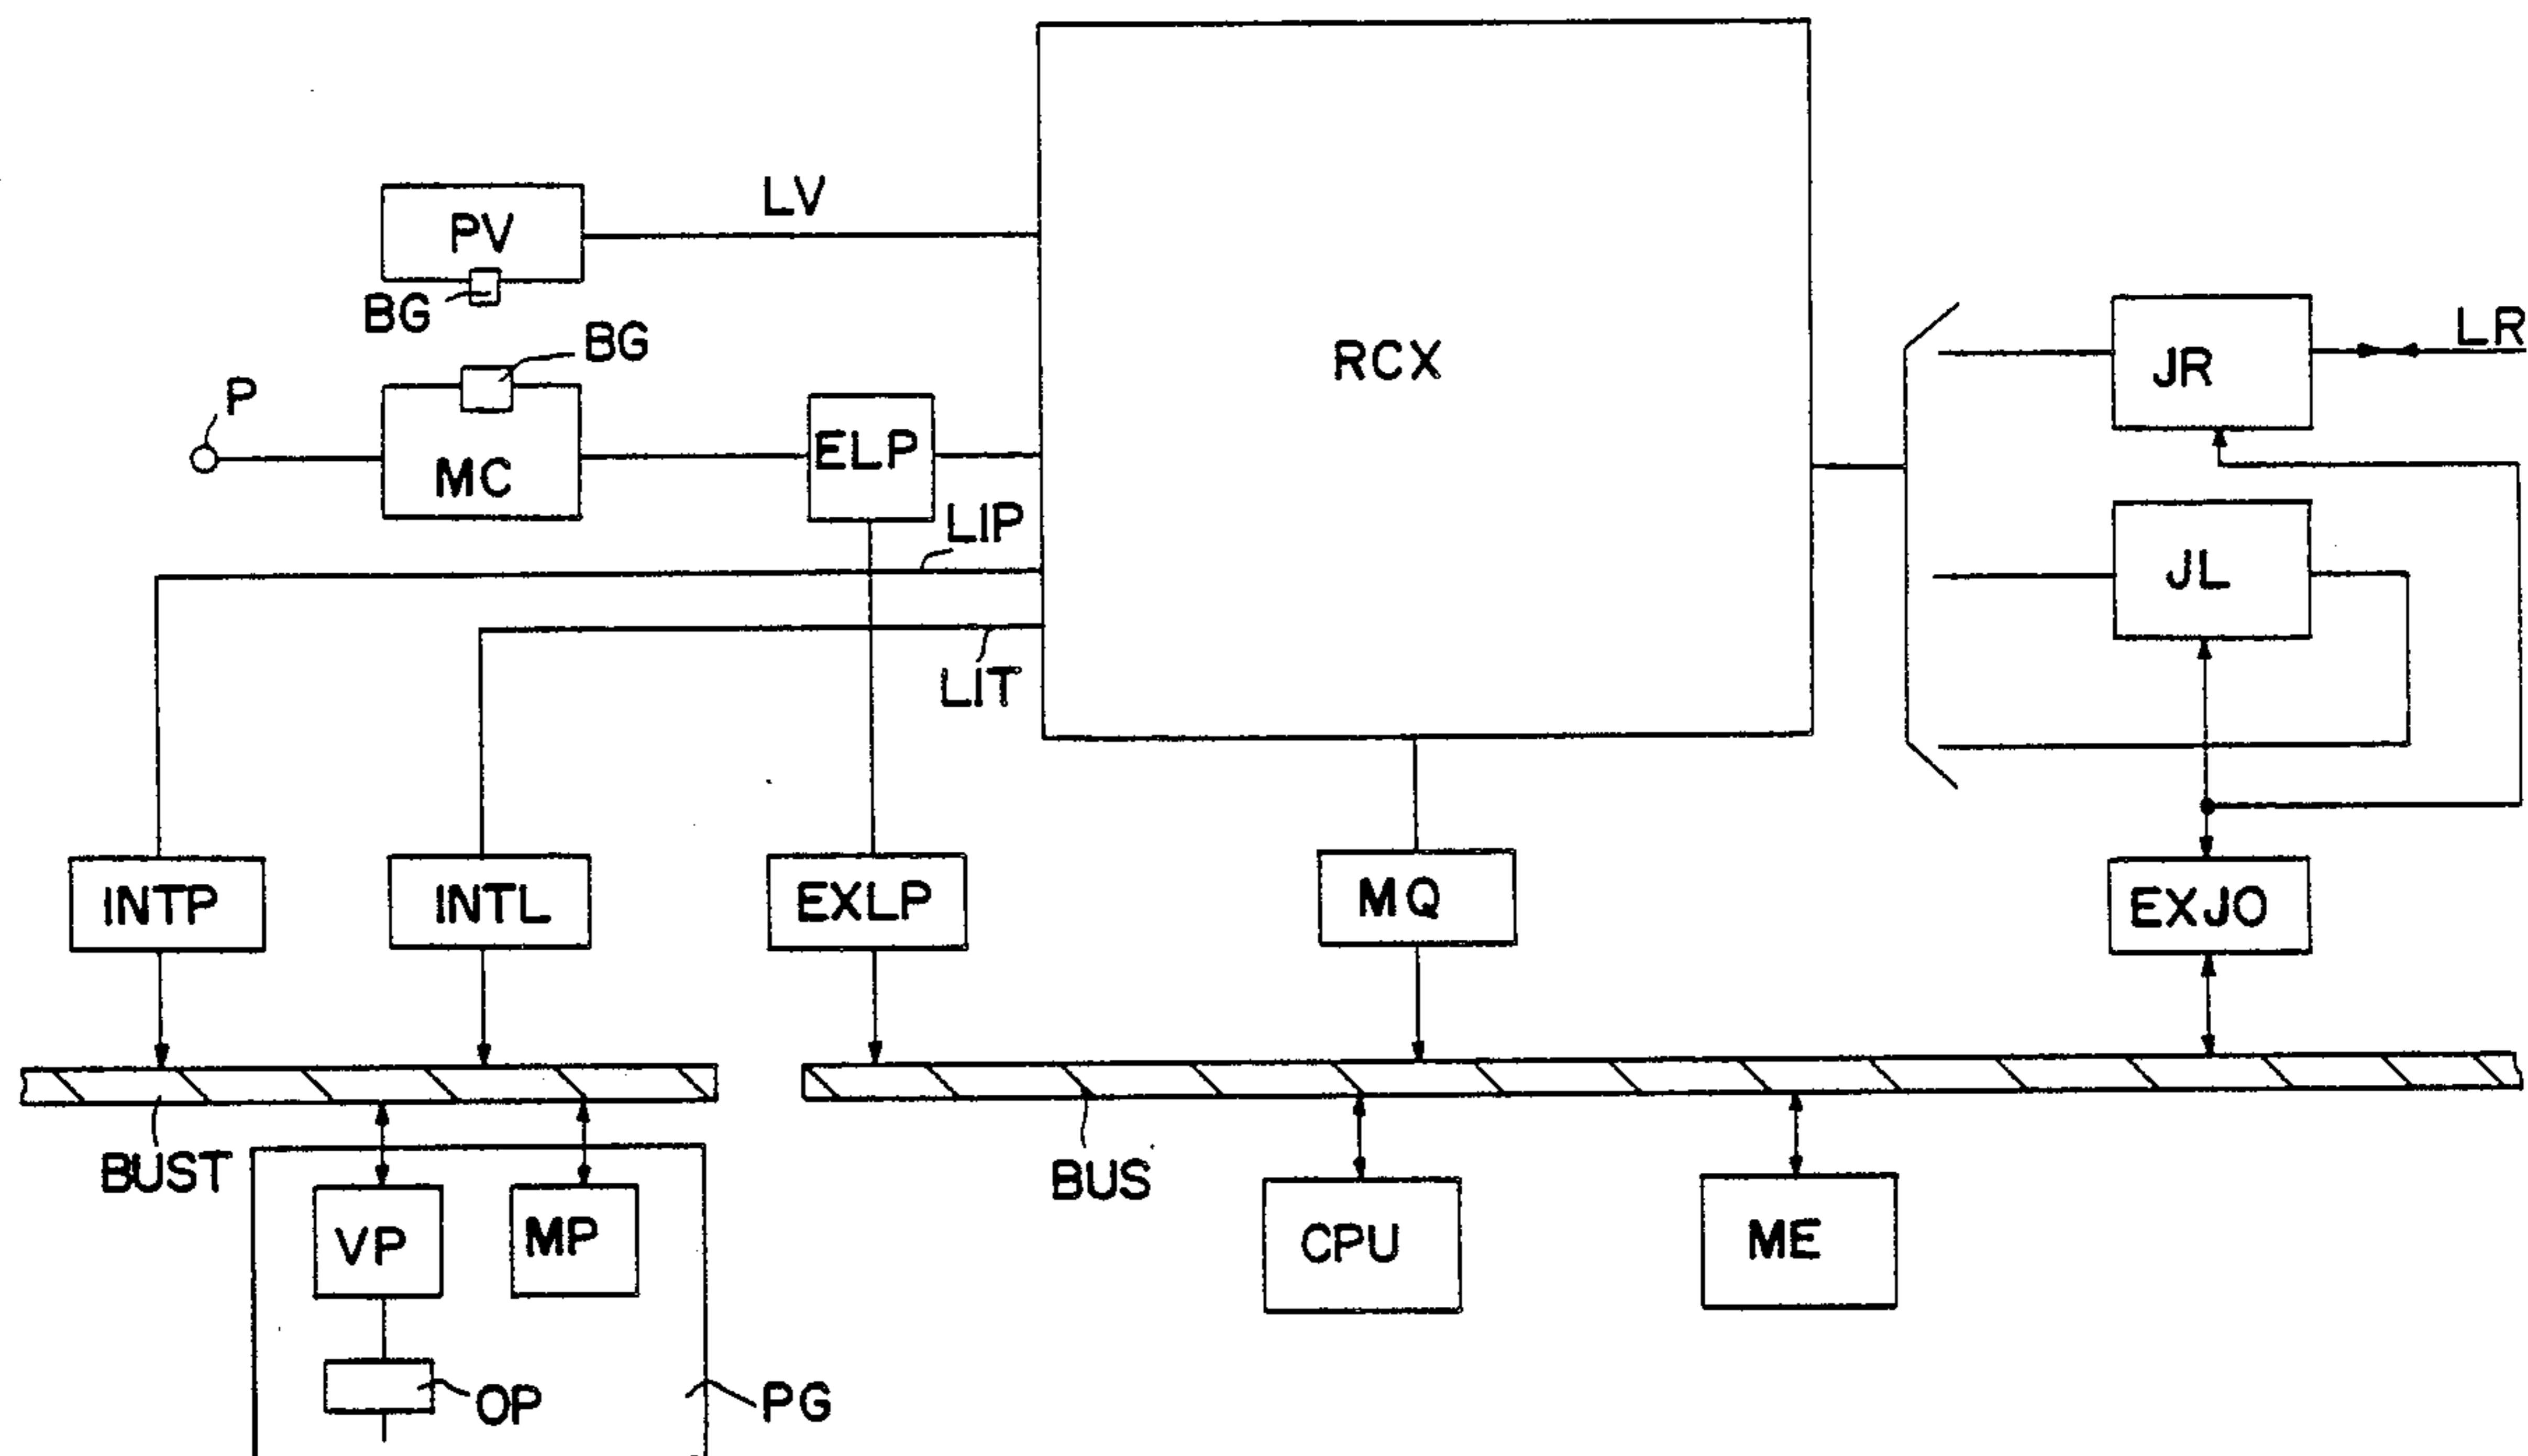 LV
PV
BG
BG
P
RCX
JR
LR
ELP
MC
LIP
JL
LIT
INTP
INTL
EXLP
MQ
EXJO
BUST
BUS
VP
MP
CPU
ME
OP
PG